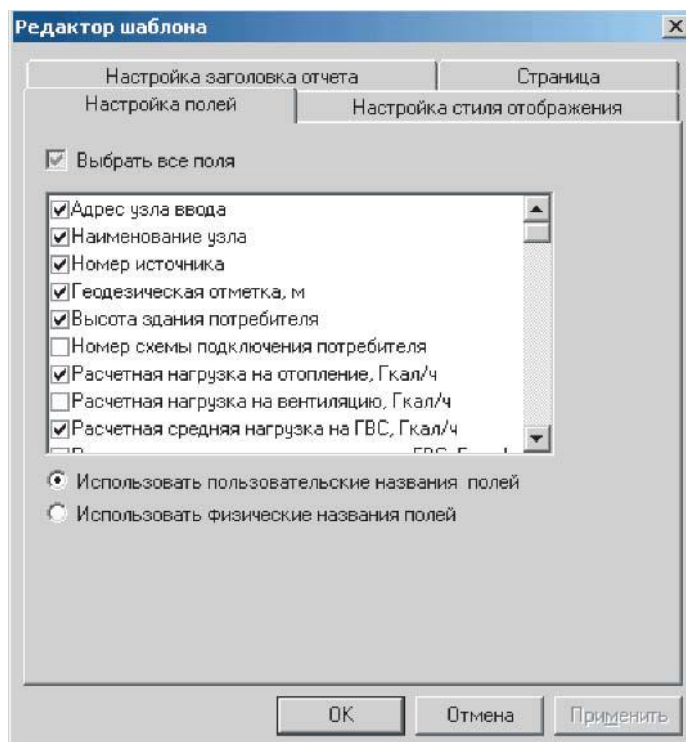 Редактор шаблона
Настройка заголовка отчета
Страница
Настройка полей
Настройка стиля отображения
Выбрать все поля
Адрес узла ввода
Наименование узла
Номер источника
Геодезическая отметка, м
Высота здания потребителя
Номер схемы подключения потребителя
Расчетная нагрузка на отопление, Гкал/ч
Расчетная нагрузка на вентиляцию, Гкал/ч
Расчетная средняя нагрузка на ГВС, Гкал/ч
Использовать пользовательские названия полей
Использовать физические названия полей
OK
Отмена
Применить